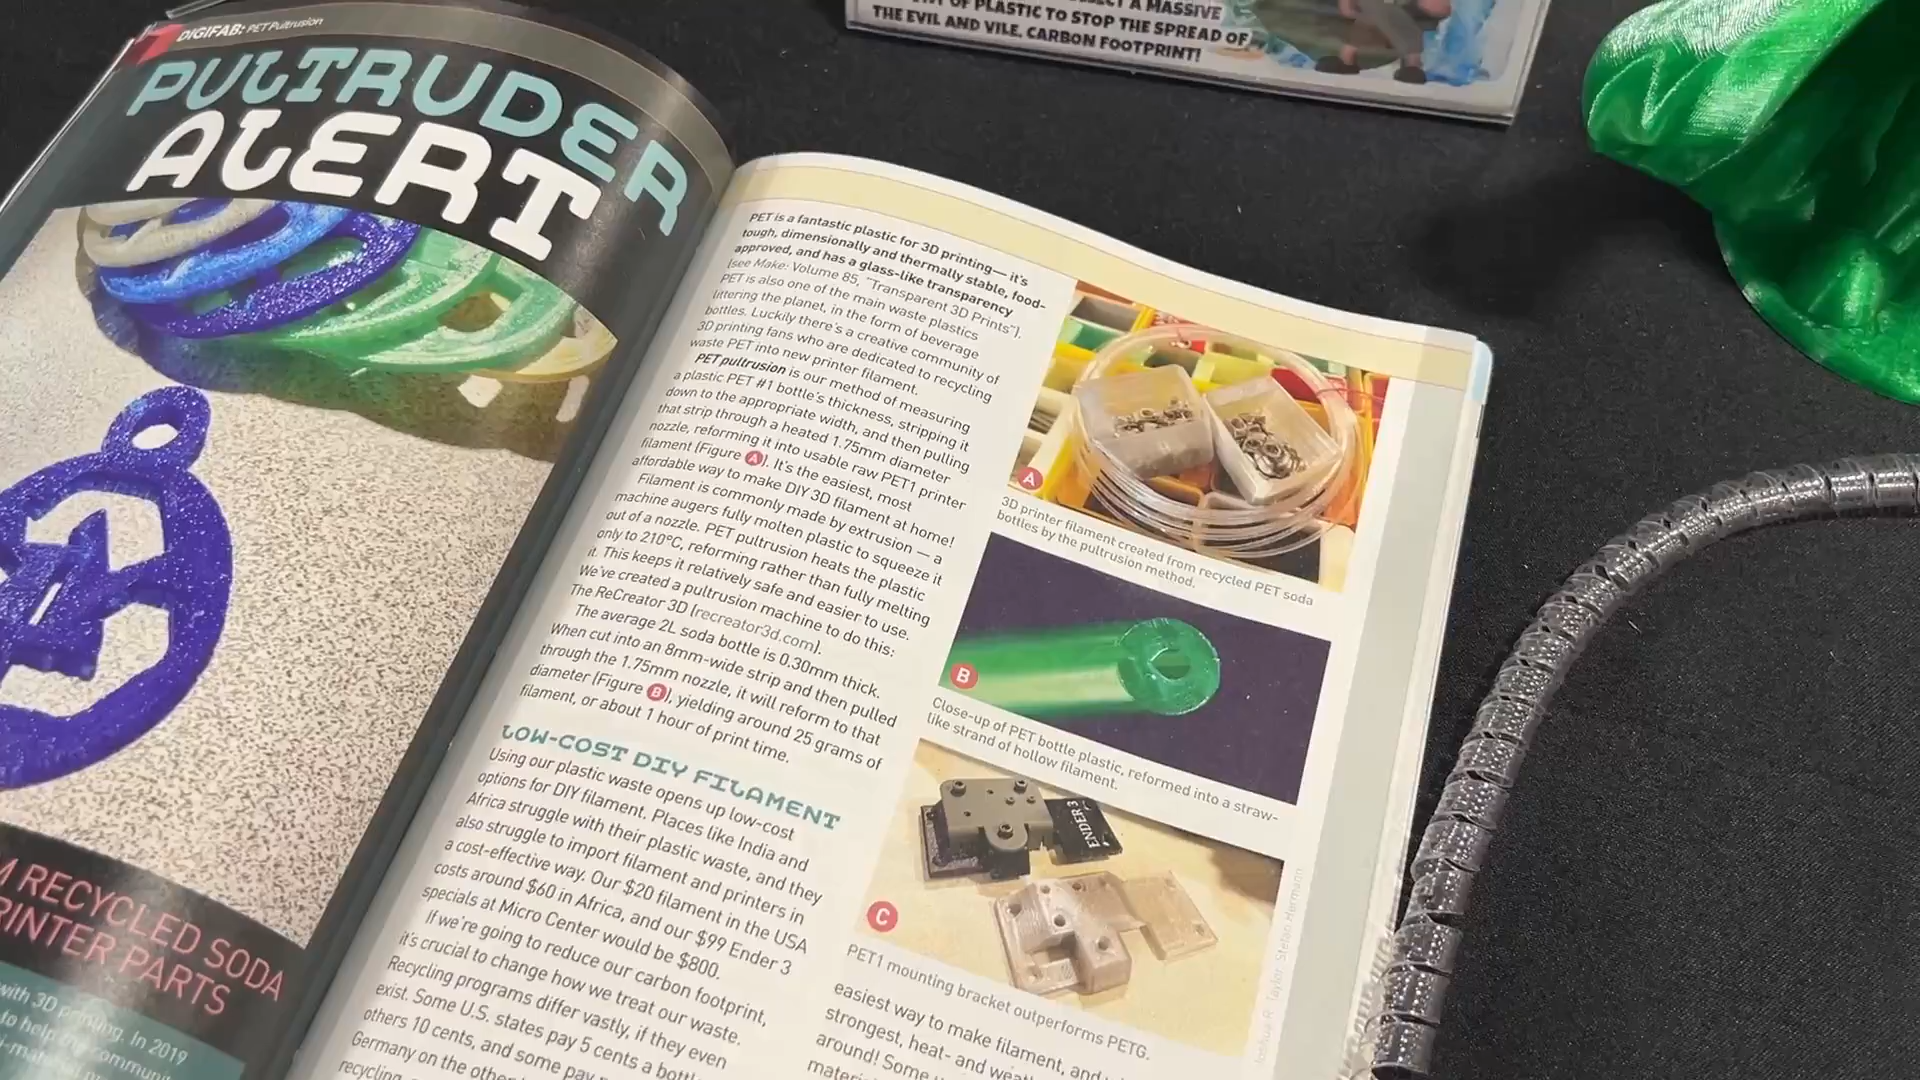 A MASSIVE
OF PLASTIC TO STOP THE SPREAD OF
THE EVIL AND VILE, CARBON FOOTPRINT!
DIGIFAB: PET Pultrusion
PULTRUDER
ALERT
M RECYCLED SODA
RINTER PARTS
with 3D printing. In 2019
to help
PET is a fantastic plastic for 3D printing— it's
tough, dimensionally and thermally stable, food-
approved, and has a glass-like transparency
(see Make: Volume 85, "Transparent 3D Prints").
PET is also one of the main waste plastics
littering the planet, in the form of beverage
bottles. Luckily there's a creative community of
3D printing fans who are dedicated to recycling
waste PET into new printer filament.
PET pultrusion is our method of measuring
a plastic PET #1 bottle's thickness, stripping it
down to the appropriate width, and then pulling
that strip through a heated 1.75mm diameter
nozzle, reforming it into usable raw PET1 printer
filament (Figure A). It's the easiest, most
affordable way to make DIY 3D filament at home!
Filament is commonly made by extrusion — a
machine augers fully molten plastic to squeeze it
out of a nozzle. PET pultrusion heats the plastic
only to 210°C, reforming rather than fully melting
it. This keeps it relatively safe and easier to use.
We've created a pultrusion machine to do this:
The ReCreator 3D (recreator3d.com).
The average 2L soda bottle is 0.30mm thick.
When cut into an 8mm-wide strip and then pulled
through the 1.75mm nozzle, it will reform to that
diameter (Figure B), yielding around 25 grams of
filament, or about 1 hour of print time.
LOW-COST DIY FILAMENT
Using our plastic waste opens up low-cost
options for DIY filament. Places like India and
Africa struggle with their plastic waste, and they
also struggle to import filament and printers in
a cost-effective way. Our $20 filament in the USA
costs around $60 in Africa, and our $99 Ender 3
specials at Micro Center would be $800.
If we're going to reduce our carbon footprint,
it's crucial to change how we treat our waste.
Recycling programs differ vastly, if they even
exist. Some U.S. states pay 5 cents a bottle
others 10 cents, and some pay
Germany on the other
recycling
A
3D printer filament created from recycled PET soda
bottles by the pultrusion method.
B
Close-up of PET bottle plastic, reformed into a straw-
like strand of hollow filament.
ENDER 3
C
PET1 mounting bracket outperforms PETG.
easiest way to make filament, and
strongest, heat- and
around! Some
Joshua R. Taylor, Stefan Hermann